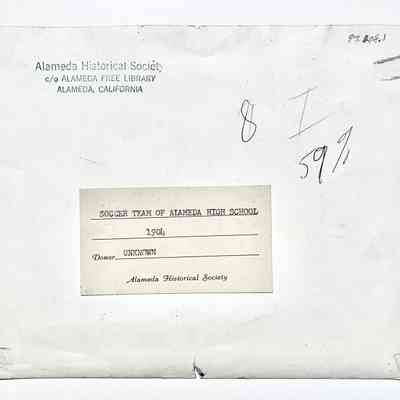 Alameda Historical Society
c/o ALAMEDA FREE LIBRARY
ALAMEDA, CALIFORNIA
8
I
59%
SOCCER TEAM OF ALAMEDA HIGH SCHOOL
1904
Donor UNKNOWN
Alameda Historical Society